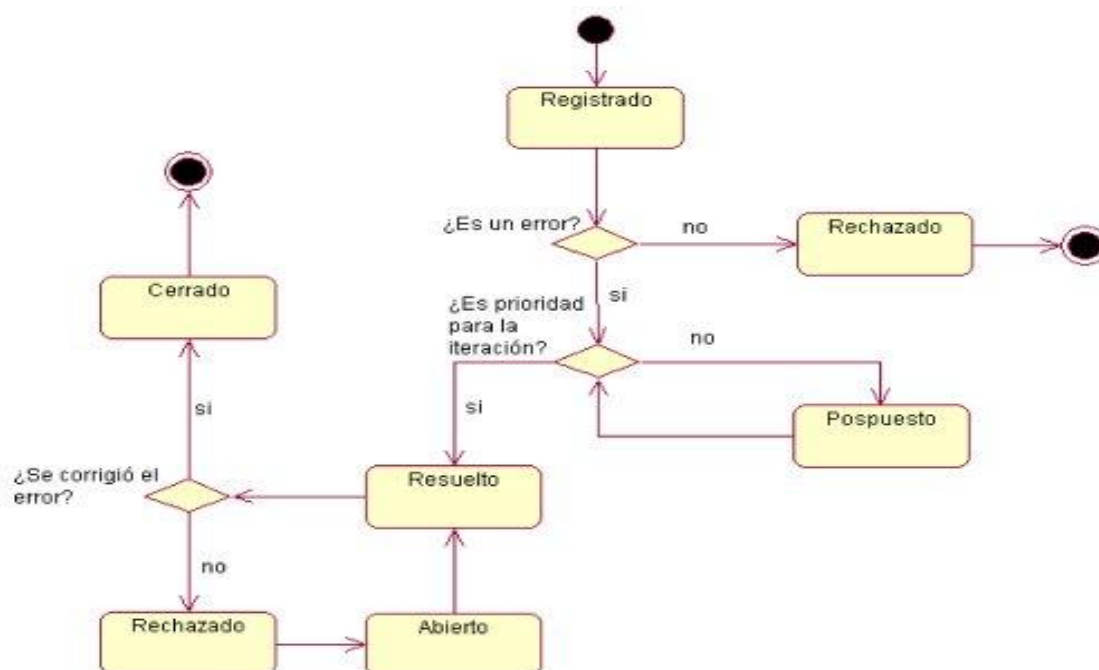 Registrado
¿Es un error?
no
Rechazado
si
Cerrado
¿Es prioridad
para la
iteración?
no
si
Pospuesto
si
¿Se corrigió el
error?
Resuelto
no
Rechazado
Abierto